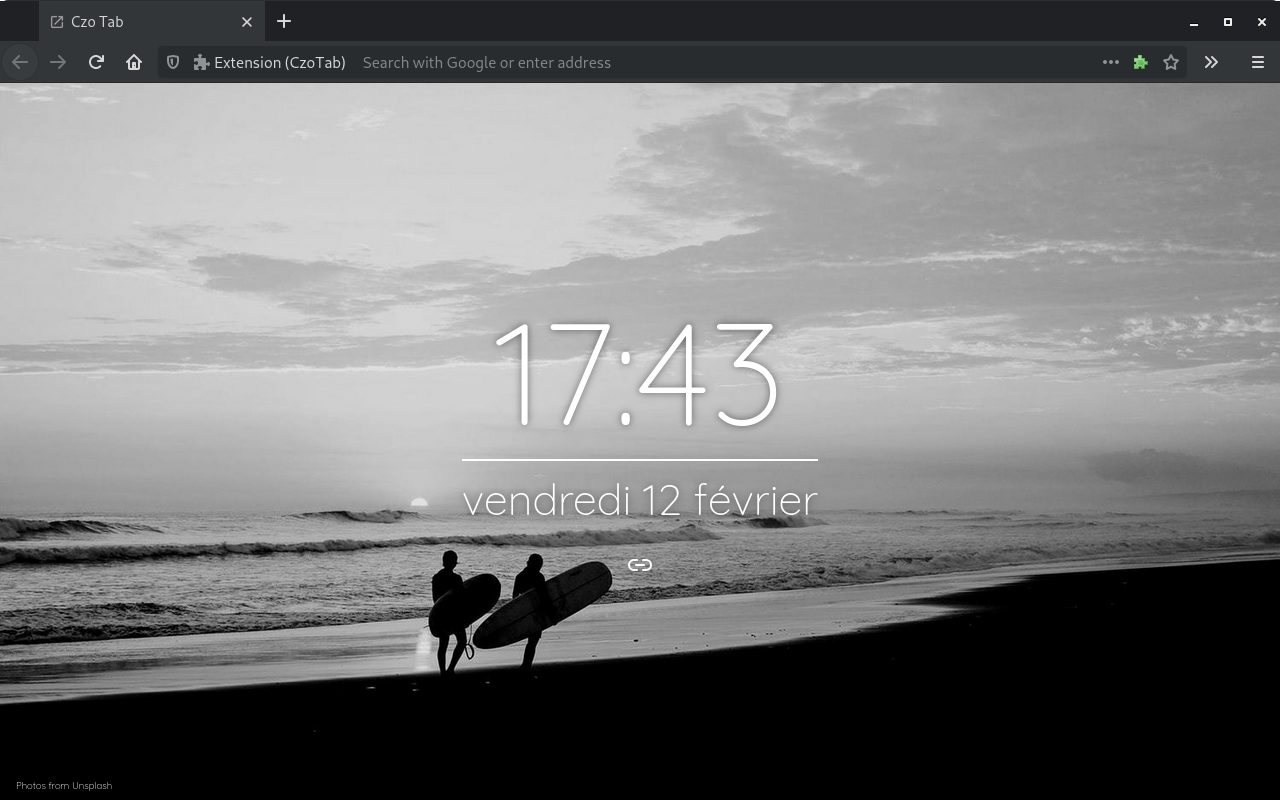 Czo Tab
Extension (CzoTab) Search with Google or enter address
17:43
vendredi 12 février
Photos from Unsplash